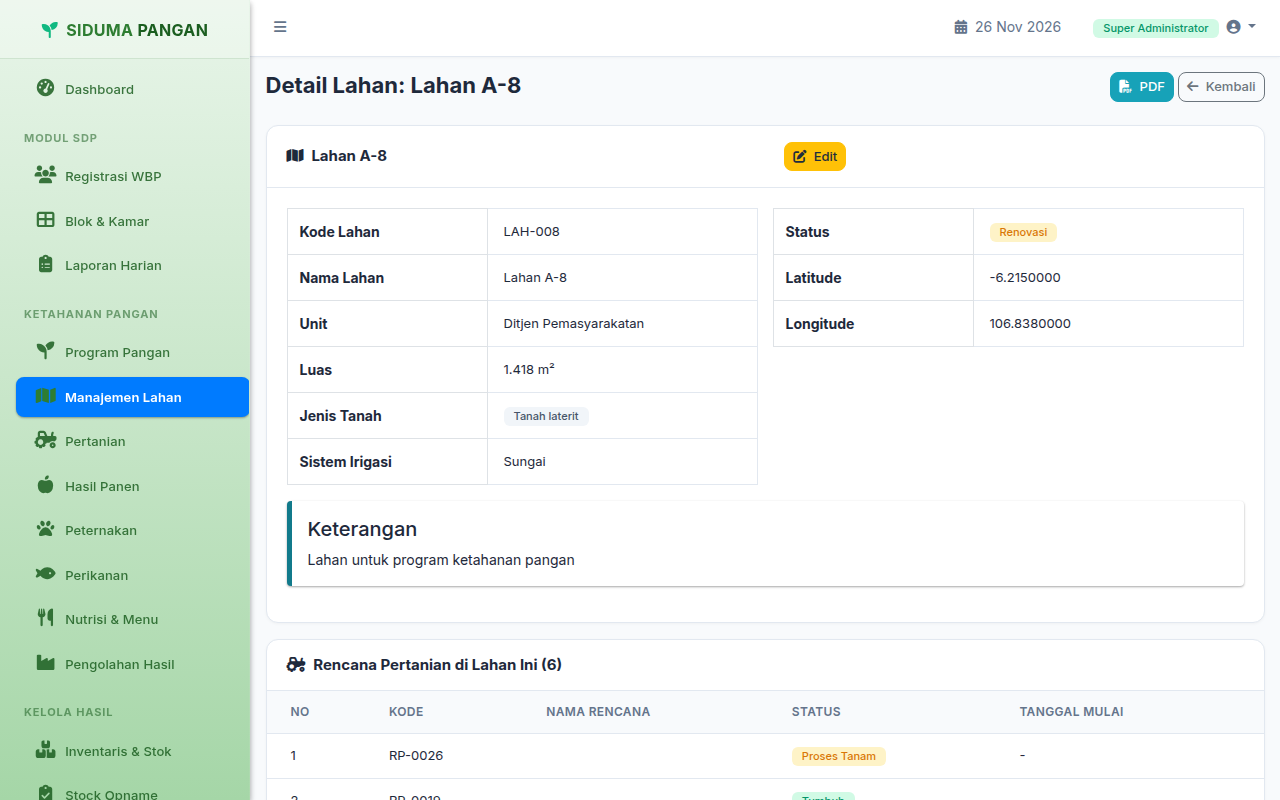 SIDUMA PANGAN
26 Nov 2026
Super Administrator
Dashboard
MODUL SDP
Registrasi WBP
Blok & Kamar
Laporan Harian
KETAHANAN PANGAN
Program Pangan
Manajemen Lahan
Pertanian
Hasil Panen
Peternakan
Perikanan
Nutrisi & Menu
Pengolahan Hasil
KELOLA HASIL
Inventaris & Stok
Stock Opname
Detail Lahan: Lahan A-8
PDF
Kembali
Lahan A-8
Edit
Kode Lahan LAH-008
Nama Lahan Lahan A-8
Unit Ditjen Pemasyarakatan
Luas 1.418 m²
Jenis Tanah Tanah laterit
Sistem Irigasi Sungai
Status Renovasi
Latitude -6.2150000
Longitude 106.8380000
Keterangan
Lahan untuk program ketahanan pangan
Rencana Pertanian di Lahan Ini (6)
NO KODE NAMA RENCANA STATUS TANGGAL MULAI
1 RP-0026 Proses Tanam -
2 RP-0019 Tumbuh